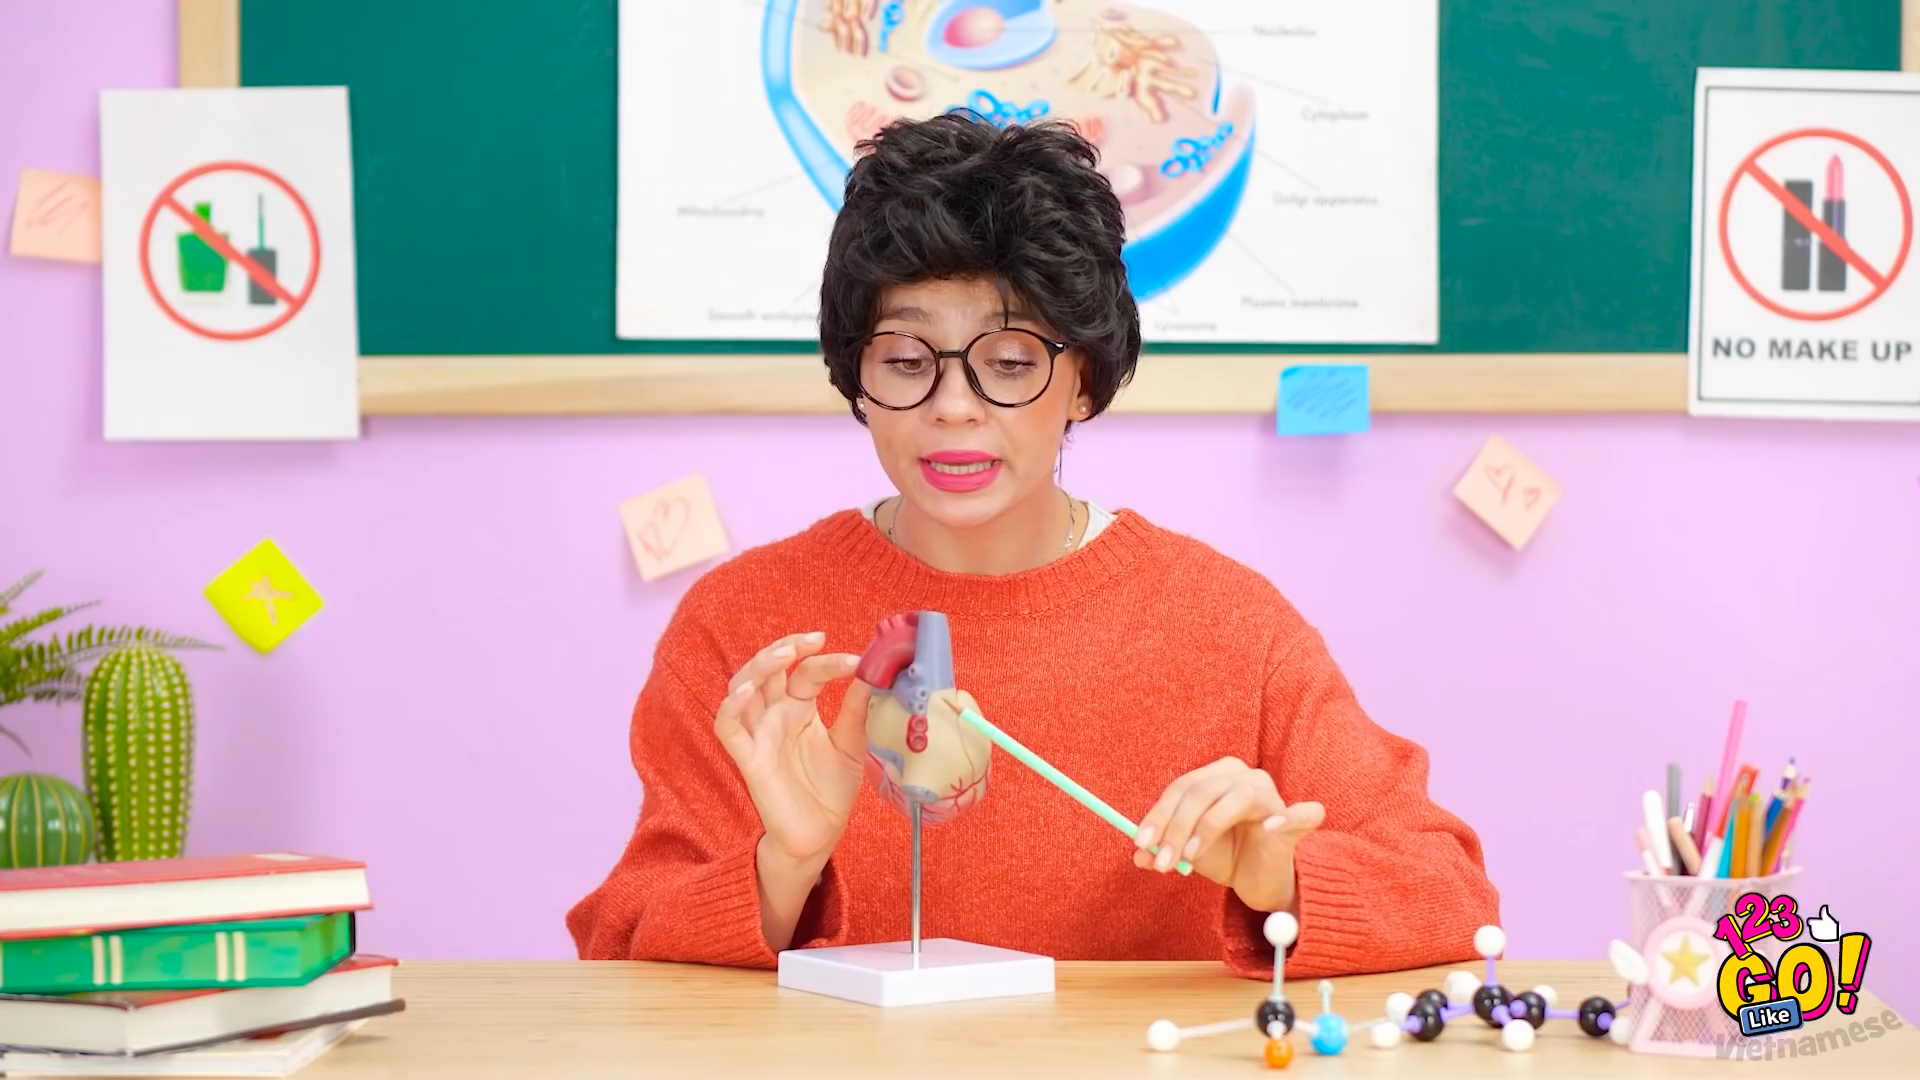 Nucleolus
Cytoplasm
Mitochondria
Golgi apparatus
Plasma membrane
Lysosome
NO MAKE UP
123
GO!
Like
Vietnamese